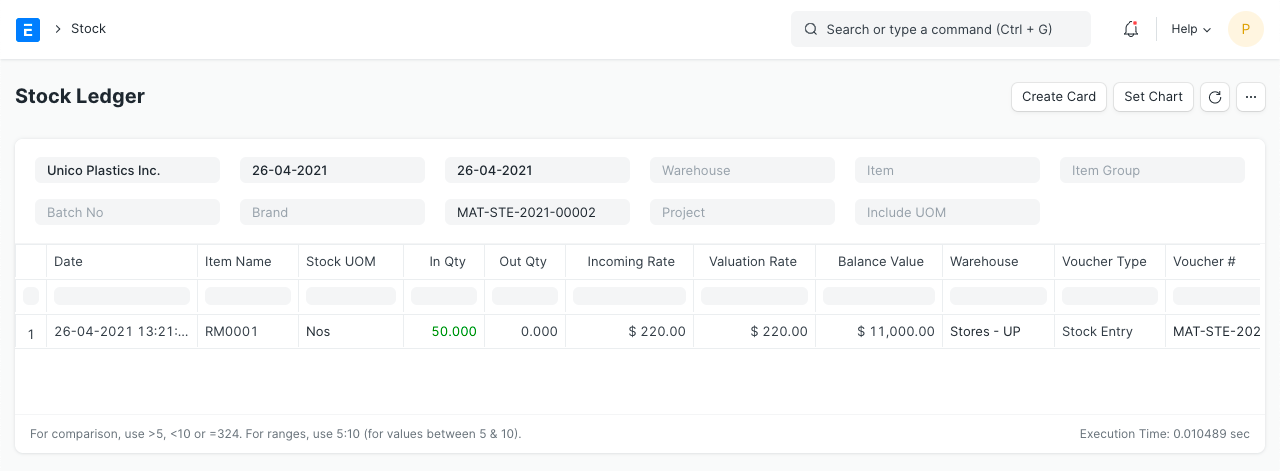 E > Stock Search or type a command (Ctrl + G) Help P
Stock Ledger Create Card Set Chart ...
Unico Plastics Inc. 26-04-2021 26-04-2021 Warehouse Item Item Group
Batch No Brand MAT-STE-2021-00002 Project Include UOM
Date Item Name Stock UOM In Qty Out Qty Incoming Rate Valuation Rate Balance Value Warehouse Voucher Type Voucher #
1 26-04-2021 13:21:... RM0001 Nos 50.000 0.000 $ 220.00 $ 220.00 $ 11,000.00 Stores - UP Stock Entry MAT-STE-202
For comparison, use >5, <10 or =324. For ranges, use 5:10 (for values between 5 & 10). Execution Time: 0.010489 sec